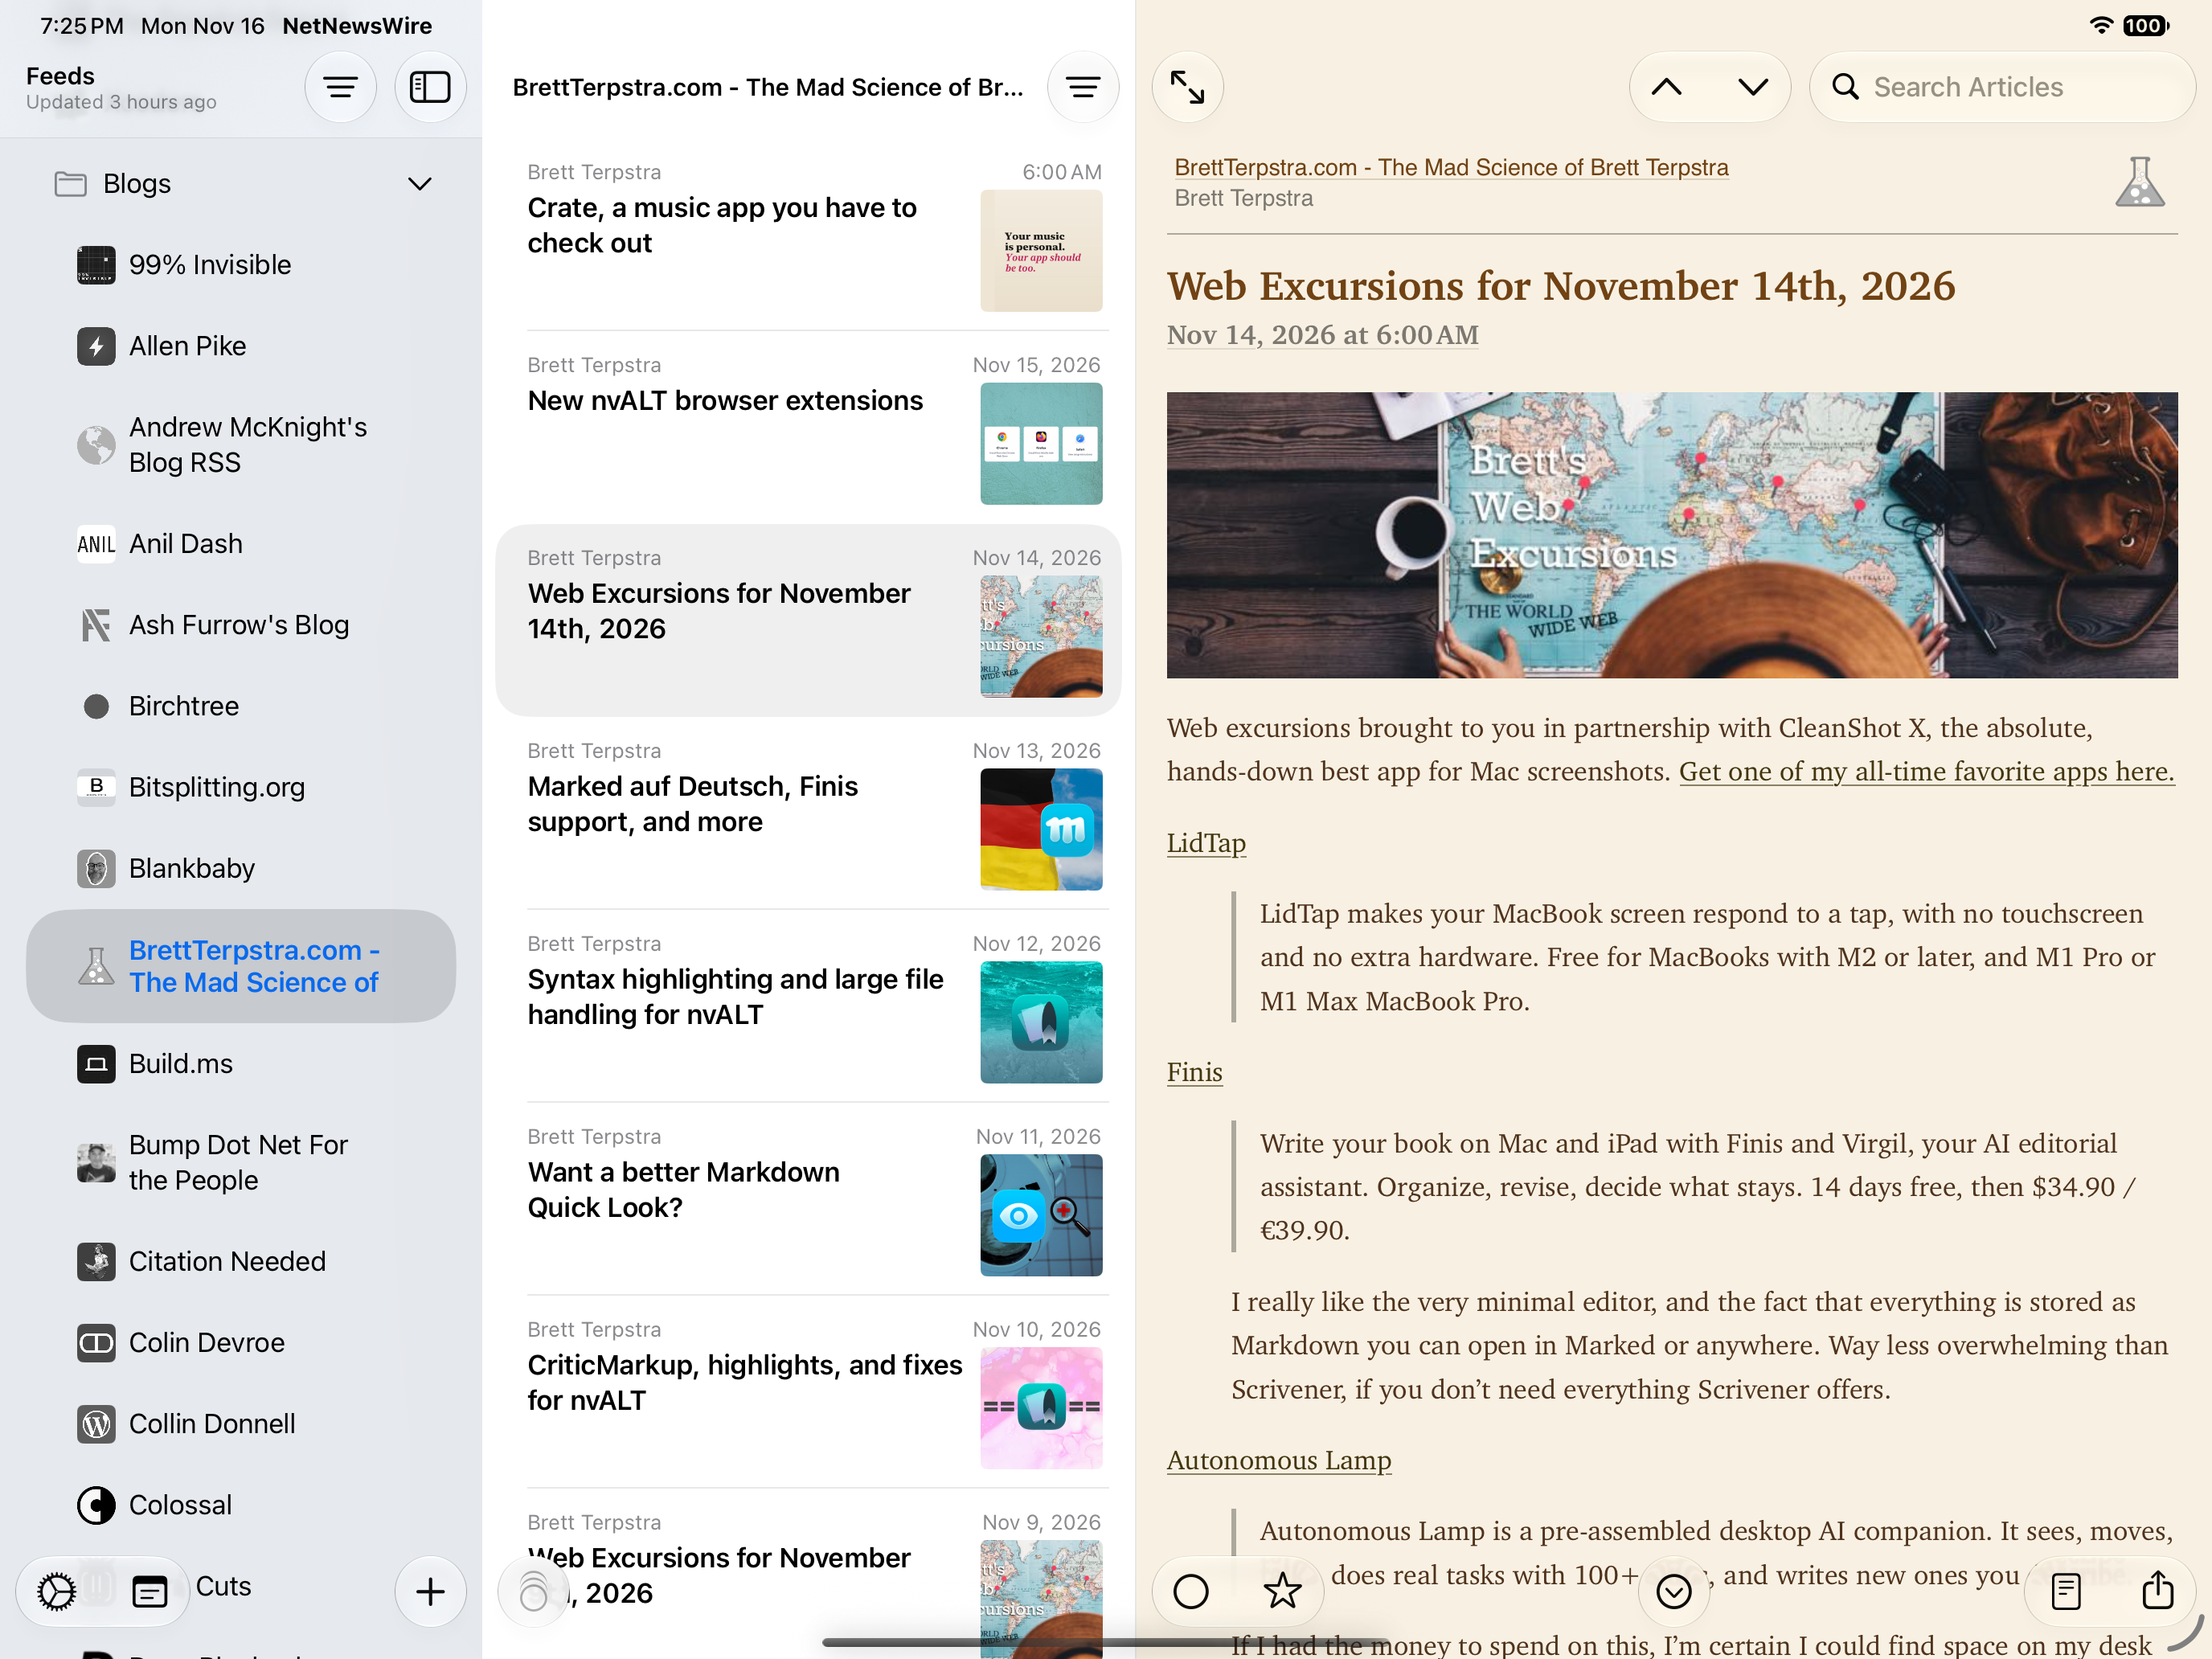 7:25 PM Mon Nov 16 NetNewsWire
100
Feeds
Updated 3 hours ago
Blogs
99% Invisible
Allen Pike
Andrew McKnight's
Blog RSS
ANIL
Anil Dash
Ash Furrow's Blog
Birchtree
B
Bitsplitting.org
Blankbaby
BrettTerpstra.com -
The Mad Science of
Build.ms
Bump Dot Net For
the People
Citation Needed
Colin Devroe
Collin Donnell
Colossal
Cuts
BrettTerpstra.com - The Mad Science of Br...
Brett Terpstra 6:00 AM
Crate, a music app you have to
check out
Your music
is personal.
Your app should
be too.
Brett Terpstra Nov 15, 2026
New nvALT browser extensions
Brett Terpstra Nov 14, 2026
Web Excursions for November
14th, 2026
Brett Terpstra Nov 13, 2026
Marked auf Deutsch, Finis
support, and more
m
Brett Terpstra Nov 12, 2026
Syntax highlighting and large file
handling for nvALT
Brett Terpstra Nov 11, 2026
Want a better Markdown
Quick Look?
Brett Terpstra Nov 10, 2026
CriticMarkup, highlights, and fixes
for nvALT
== ==
Brett Terpstra Nov 9, 2026
Web Excursions for November
, 2026
Search Articles
BrettTerpstra.com - The Mad Science of Brett Terpstra
Brett Terpstra
Web Excursions for November 14th, 2026
Nov 14, 2026 at 6:00 AM
Brett's
Web
Excursions
THE WORLD
WIDE WEB
Web excursions brought to you in partnership with CleanShot X, the absolute,
hands-down best app for Mac screenshots. Get one of my all-time favorite apps here.
LidTap
LidTap makes your MacBook screen respond to a tap, with no touchscreen
and no extra hardware. Free for MacBooks with M2 or later, and M1 Pro or
M1 Max MacBook Pro.
Finis
Write your book on Mac and iPad with Finis and Virgil, your AI editorial
assistant. Organize, revise, decide what stays. 14 days free, then $34.90 /
€39.90.
I really like the very minimal editor, and the fact that everything is stored as
Markdown you can open in Marked or anywhere. Way less overwhelming than
Scrivener, if you don’t need everything Scrivener offers.
Autonomous Lamp
Autonomous Lamp is a pre-assembled desktop AI companion. It sees, moves,
does real tasks with 100+ , and writes new ones you
If I had the money to spend on this, I’m certain I could find space on my desk